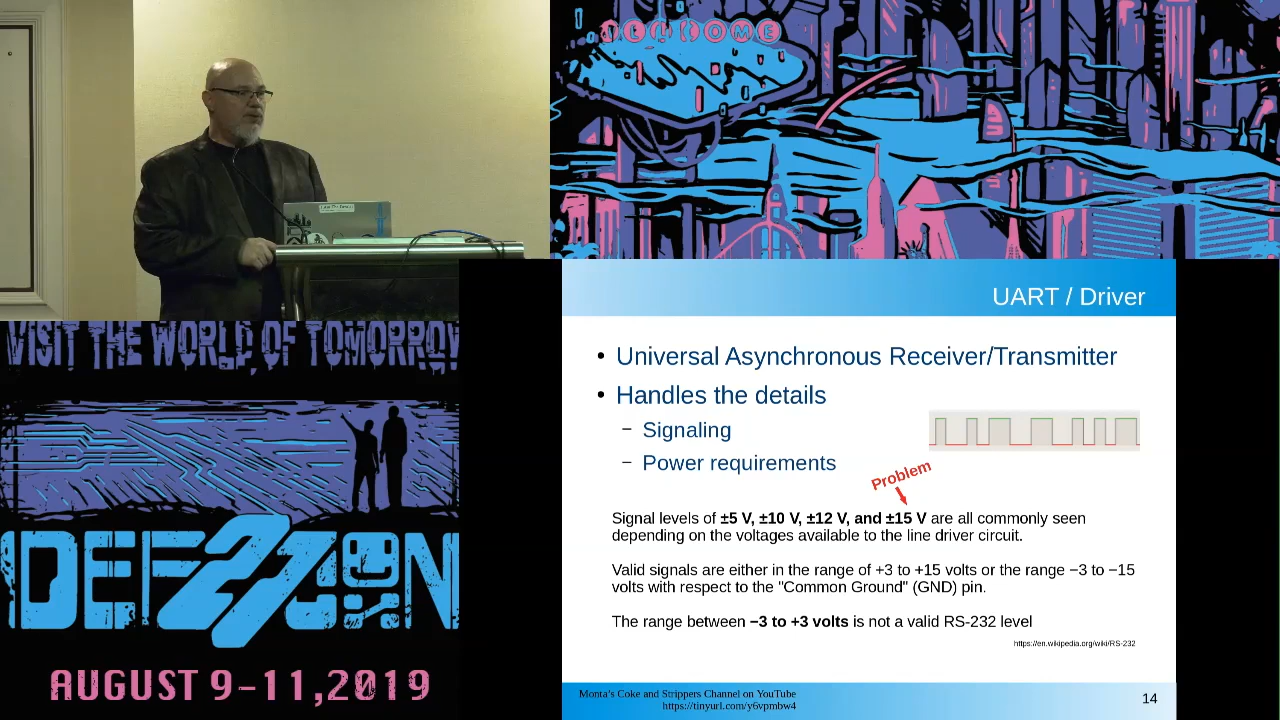 WELCOME
UART / Driver
• Universal Asynchronous Receiver/Transmitter
• Handles the details
− Signaling
− Power requirements
Problem
Signal levels of ±5 V, ±10 V, ±12 V, and ±15 V are all commonly seen
depending on the voltages available to the line driver circuit.
Valid signals are either in the range of +3 to +15 volts or the range −3 to −15
volts with respect to the "Common Ground" (GND) pin.
The range between −3 to +3 volts is not a valid RS-232 level
https://en.wikipedia.org/wiki/RS-232
Monta's Coke and Strippers Channel on YouTube
https://tinyurl.com/y6vpmbw4
14
VISIT THE WORLD OF TOMORROW
DEF27CON
AUGUST 9-11,2019